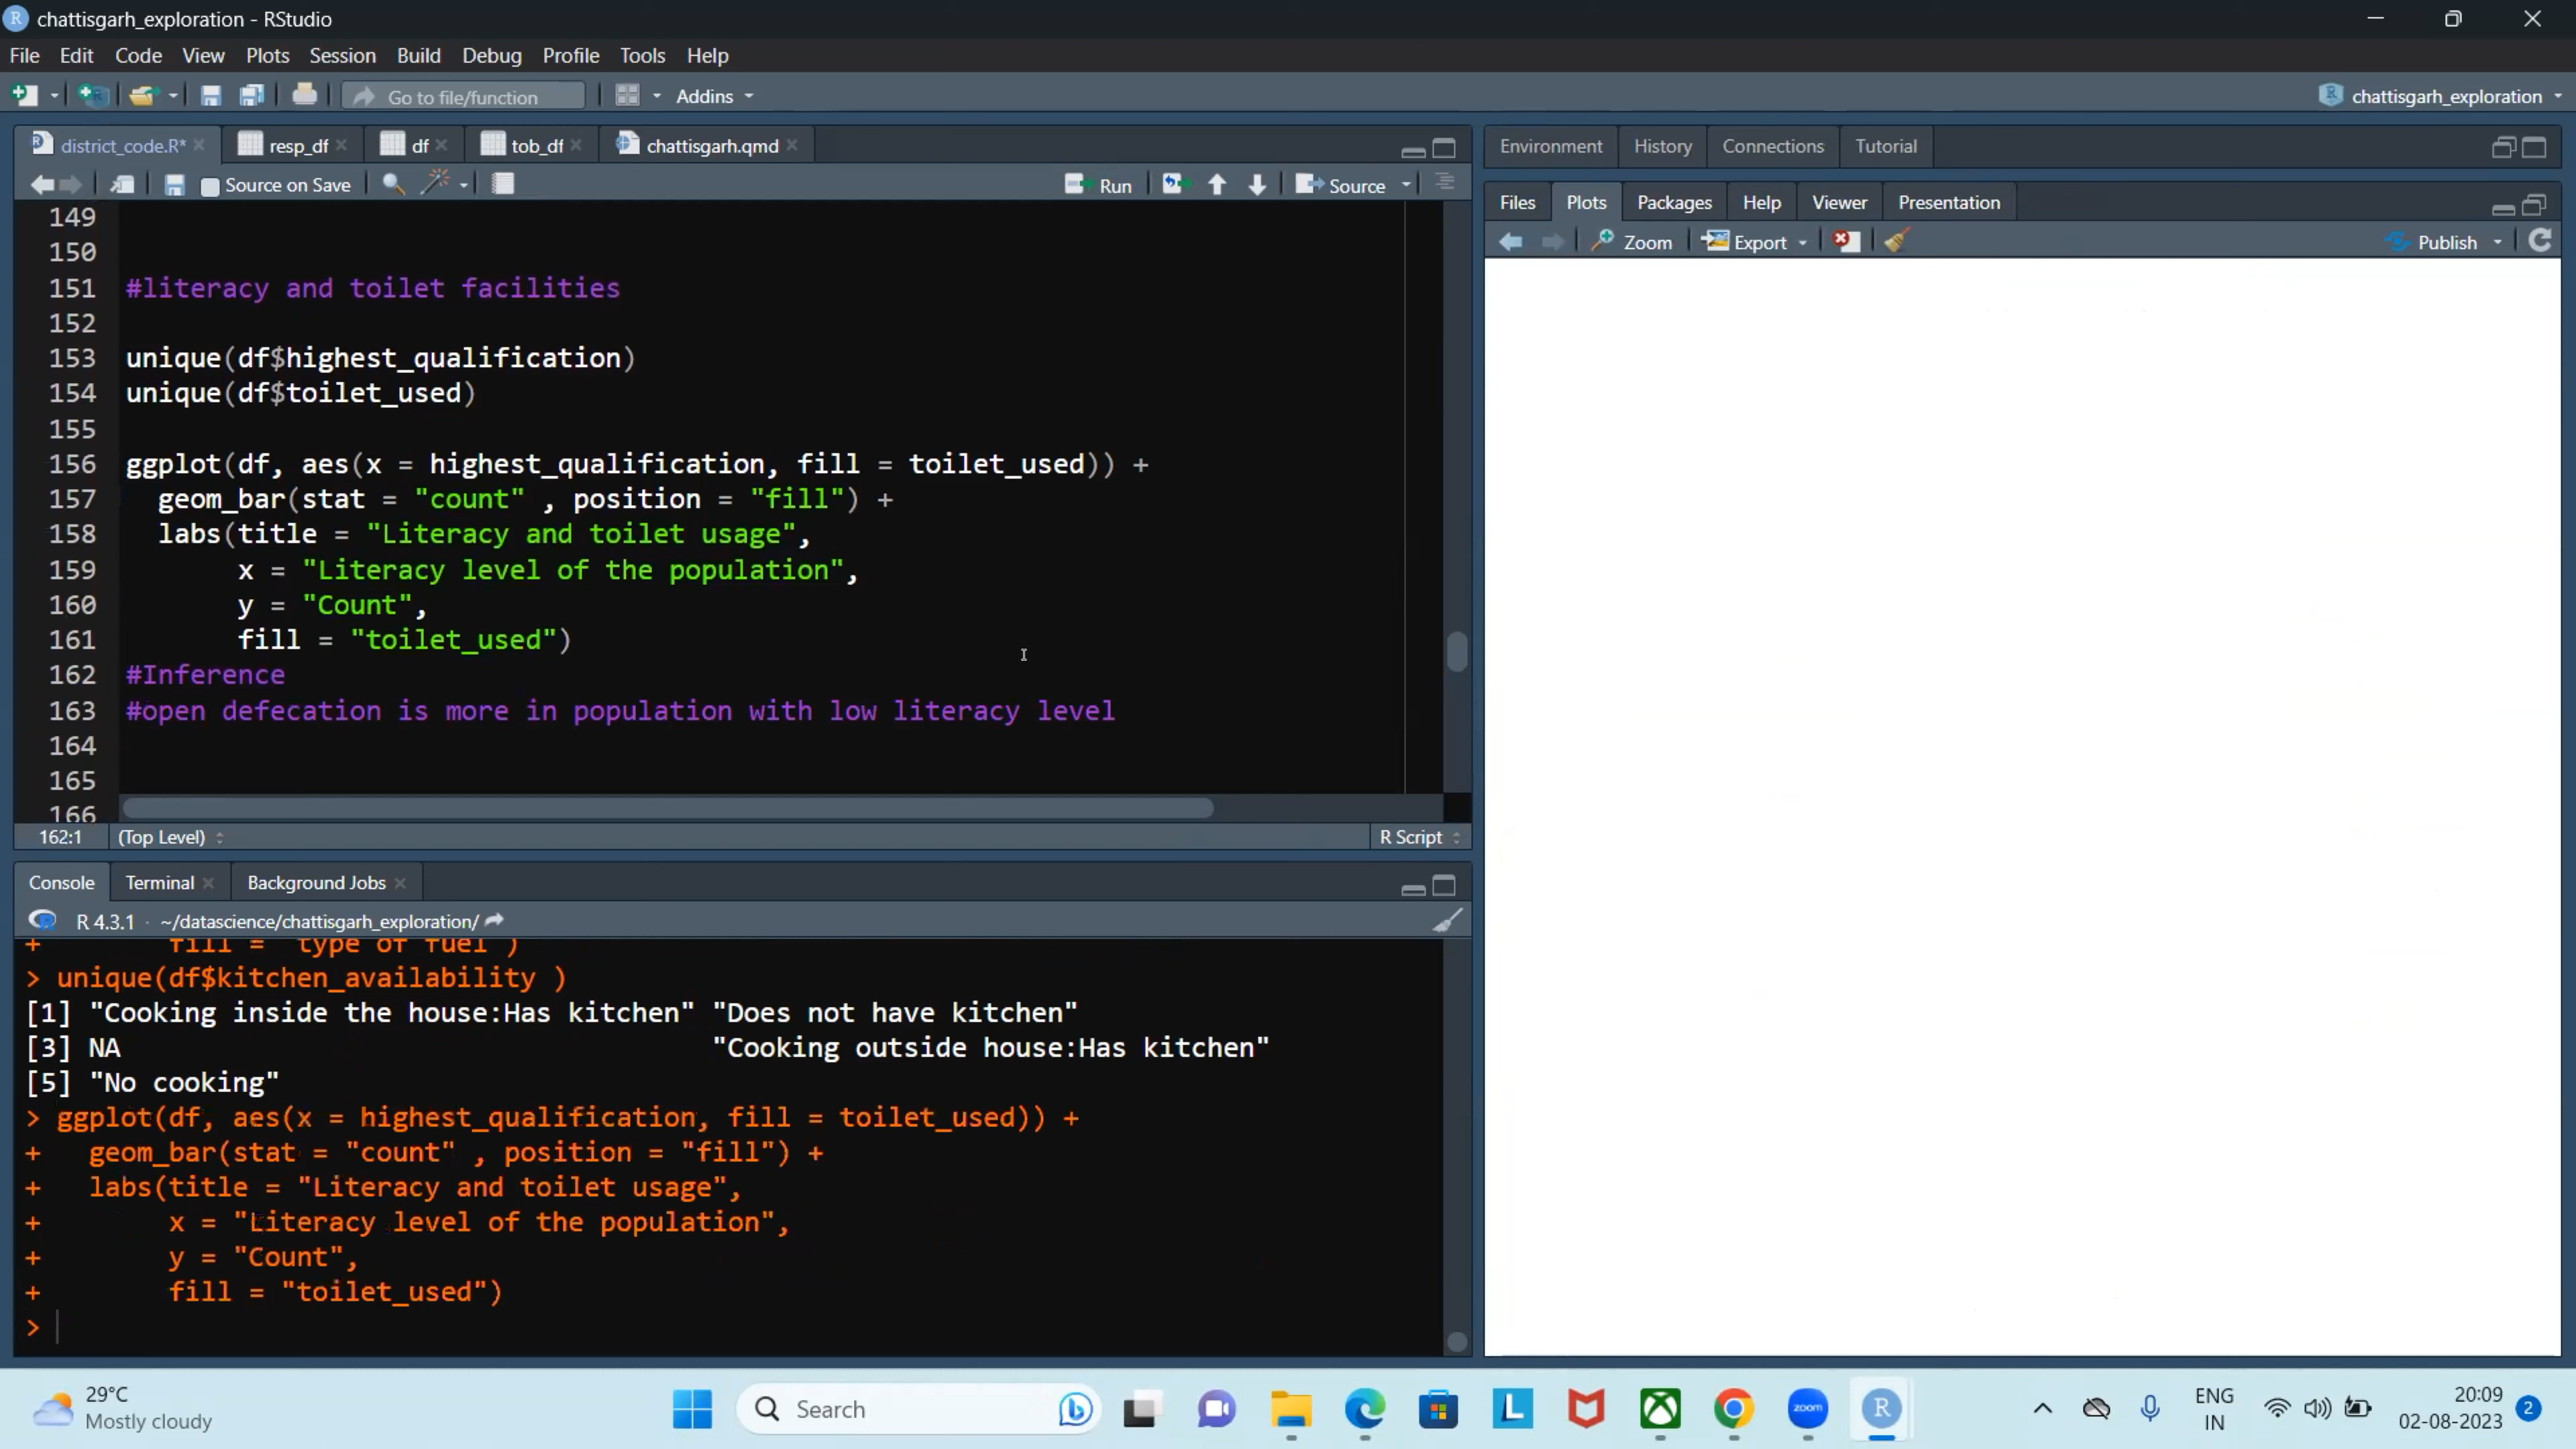 chattisgarh_exploration - RStudio
File Edit Code View Plots Session Build Debug Profile Tools Help
Go to file/function Addins chattisgarh_exploration
district_code.R* resp_df df tob_df chattisgarh.qmd
Source on Save Run Source
149
150
151 #literacy and toilet facilities
152
153 unique(df$highest_qualification)
154 unique(df$toilet_used)
155
156 ggplot(df, aes(x = highest_qualification, fill = toilet_used)) +
157 geom_bar(stat = "count" , position = "fill") +
158 labs(title = "Literacy and toilet usage",
159 x = "Literacy level of the population",
160 y = "Count",
161 fill = "toilet_used")
162 #Inference
163 #open defecation is more in population with low literacy level
164
165
166
162:1 (Top Level) R Script
Console Terminal Background Jobs
R 4.3.1 · ~/datascience/chattisgarh_exploration/
+ fill = "type of fuel")
> unique(df$kitchen_availability )
[1] "Cooking inside the house:Has kitchen" "Does not have kitchen"
[3] NA "Cooking outside house:Has kitchen"
[5] "No cooking"
> ggplot(df, aes(x = highest_qualification, fill = toilet_used)) +
+ geom_bar(stat = "count" , position = "fill") +
+ labs(title = "Literacy and toilet usage",
+ x = "Literacy level of the population",
+ y = "Count",
+ fill = "toilet_used")
>
Environment History Connections Tutorial
Files Plots Packages Help Viewer Presentation
Zoom Export Publish
29°C
Mostly cloudy
Search
zoom
ENG
IN
20:09
02-08-2023
2